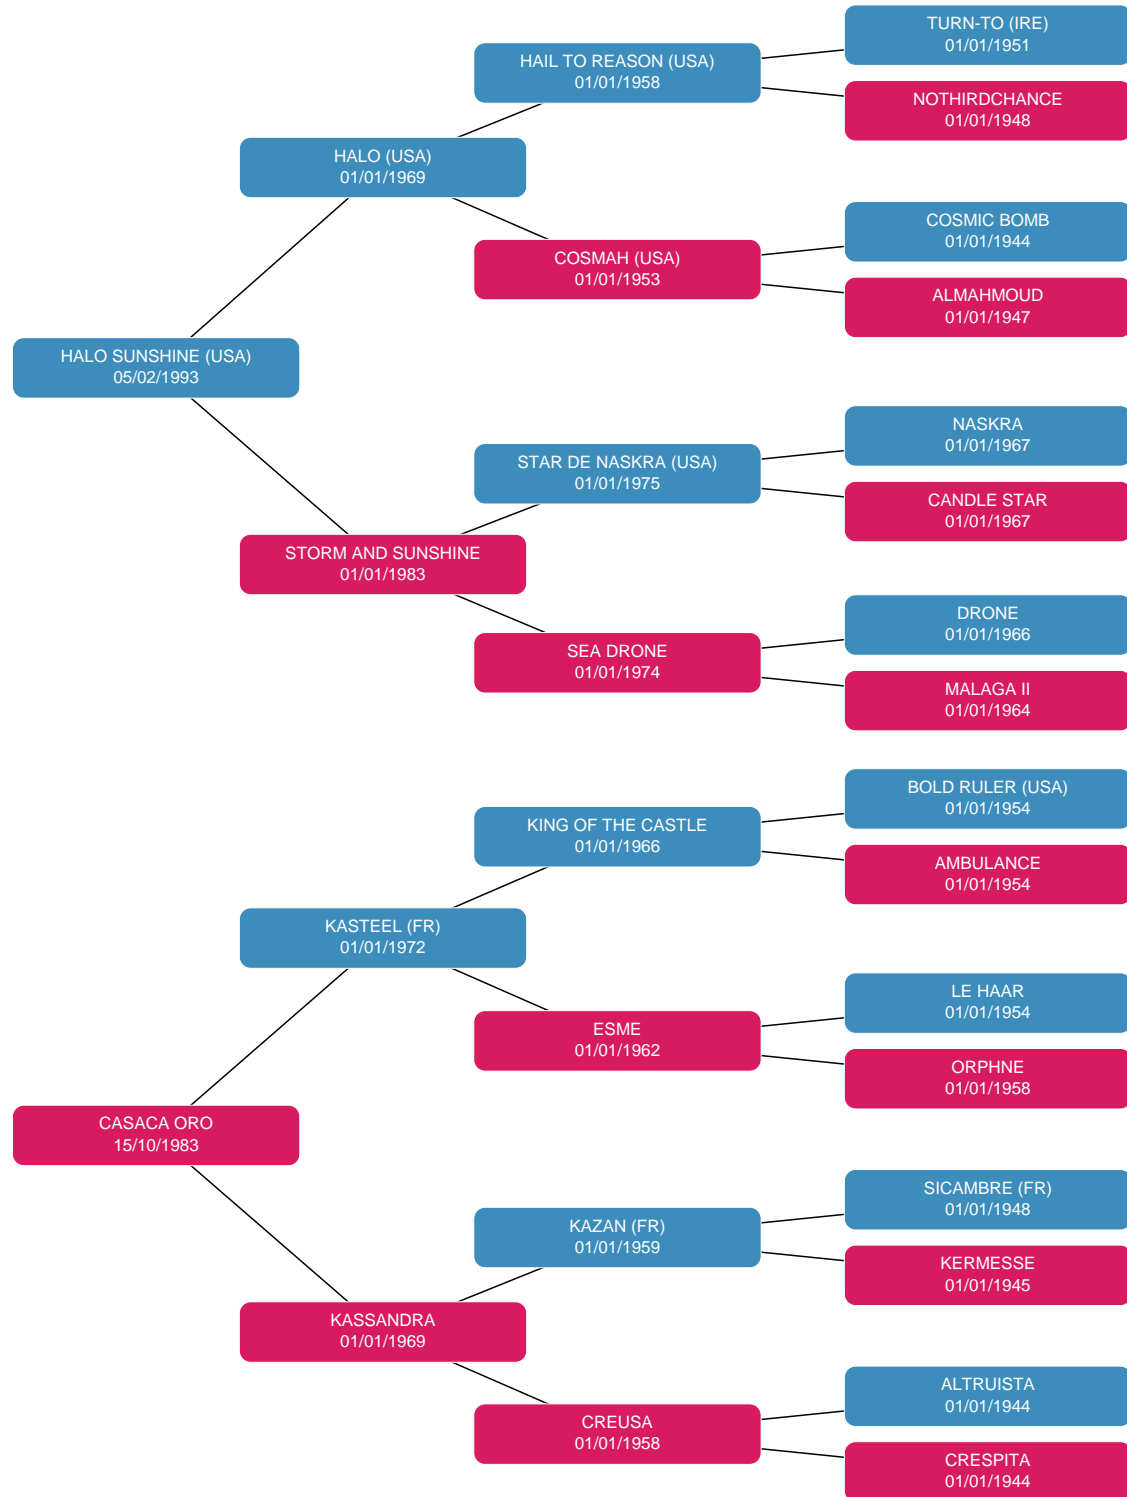 TURN-TO (IRE)
01/01/1951
HAIL TO REASON (USA)
01/01/1958
NOTHIRDCHANCE
01/01/1948
HALO (USA)
01/01/1969
COSMIC BOMB
01/01/1944
COSMAH (USA)
01/01/1953
ALMAHMOUD
01/01/1947
HALO SUNSHINE (USA)
05/02/1993
NASKRA
01/01/1967
STAR DE NASKRA (USA)
01/01/1975
CANDLE STAR
01/01/1967
STORM AND SUNSHINE
01/01/1983
DRONE
01/01/1966
SEA DRONE
01/01/1974
MALAGA II
01/01/1964
BOLD RULER (USA)
01/01/1954
KING OF THE CASTLE
01/01/1966
AMBULANCE
01/01/1954
KASTEEL (FR)
01/01/1972
LE HAAR
01/01/1954
ESME
01/01/1962
ORPHNE
01/01/1958
CASACA ORO
15/10/1983
SICAMBRE (FR)
01/01/1948
KAZAN (FR)
01/01/1959
KERMESSE
01/01/1945
KASSANDRA
01/01/1969
ALTRUISTA
01/01/1944
CREUSA
01/01/1958
CRESPITA
01/01/1944